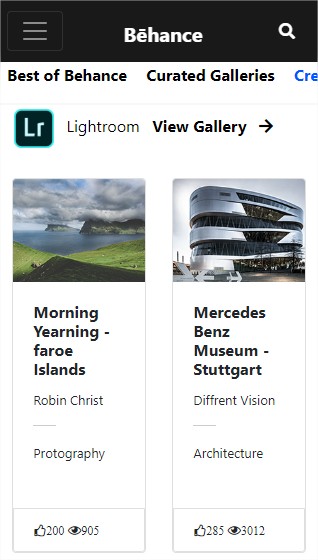 Bēhance
Best of Behance Curated Galleries Cre
Lr Lightroom View Gallery →
Morning
Yearning -
faroe
Islands
Robin Christ
Protography
200 905
Mercedes
Benz
Museum -
Stuttgart
Diffrent Vision
Architecture
285 3012